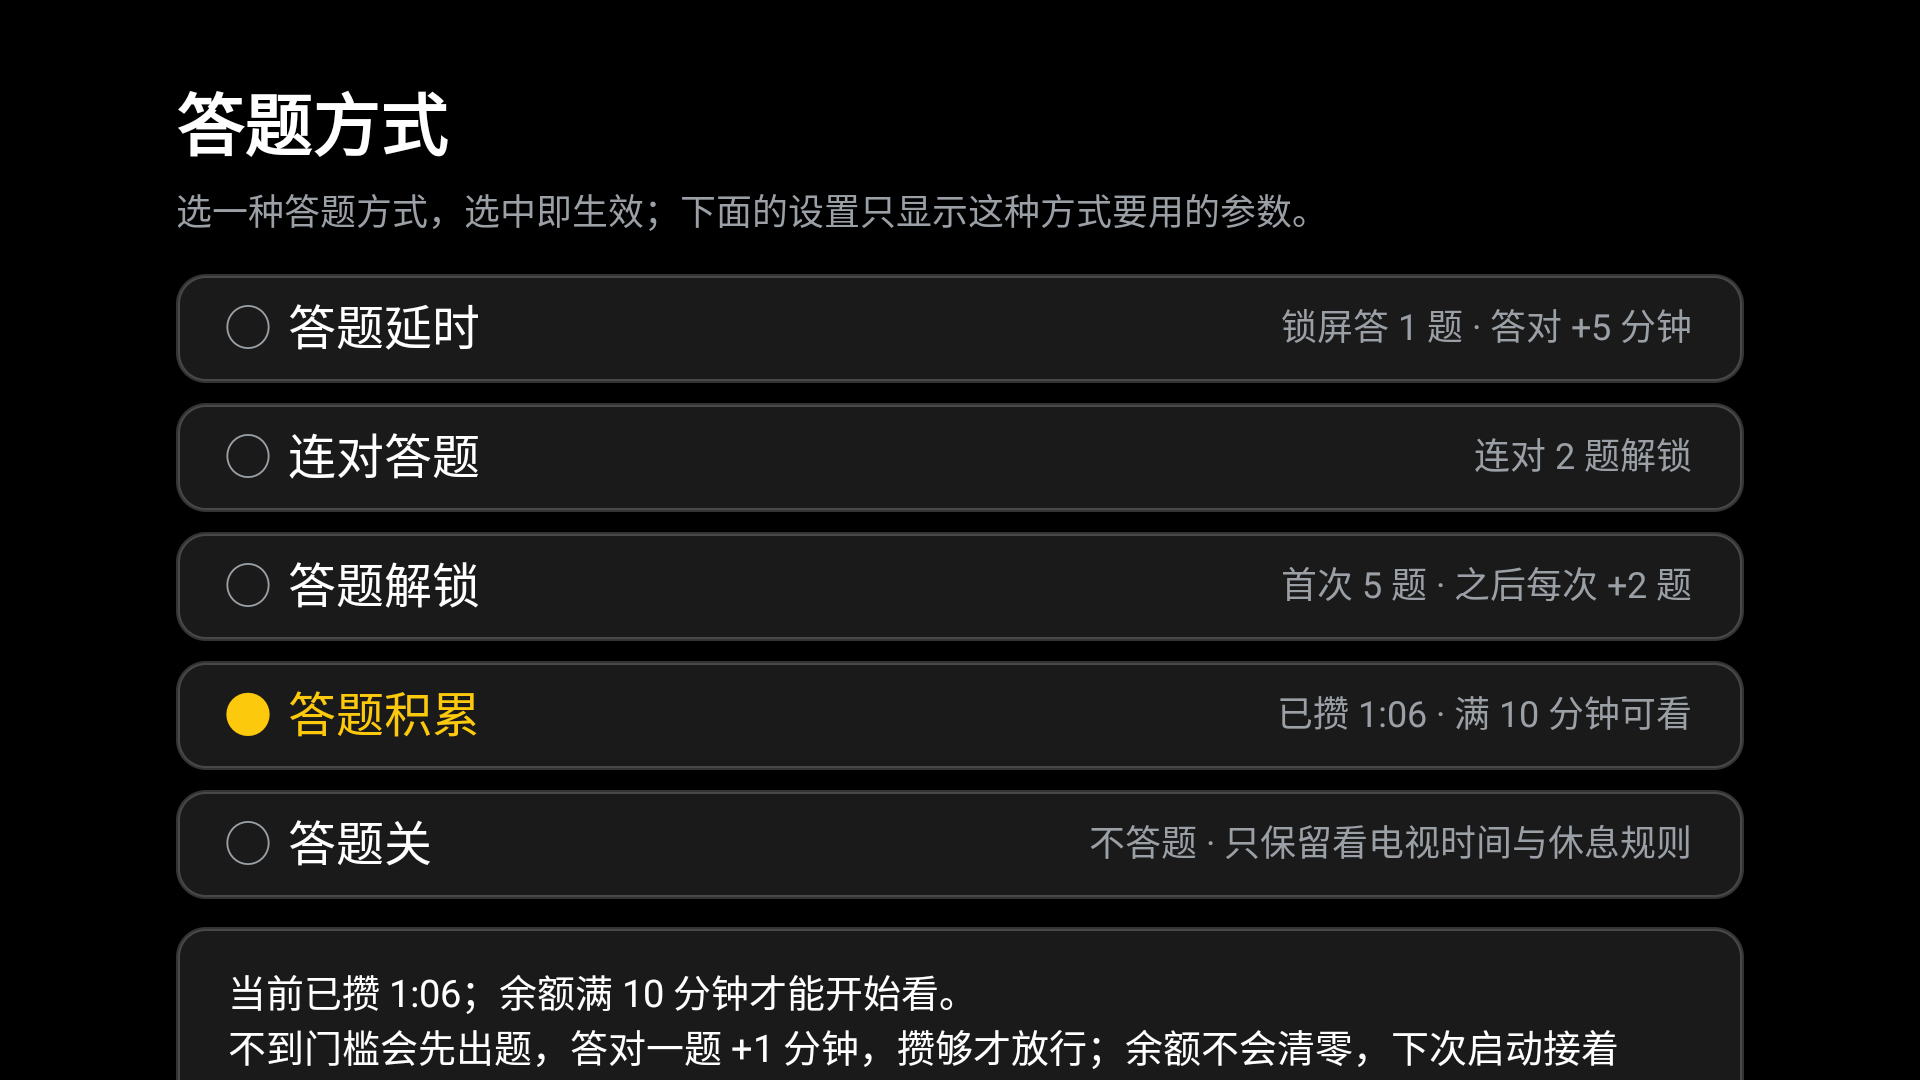 答题方式
选一种答题方式，选中即生效；下面的设置只显示这种方式要用的参数。
答题延时
锁屏答 1 题 · 答对 +5 分钟
连对答题
连对 2 题解锁
答题解锁
首次 5 题 · 之后每次 +2 题
答题积累
已攒 1:06 · 满 10 分钟可看
答题关
不答题 · 只保留看电视时间与休息规则
当前已攒 1:06；余额满 10 分钟才能开始看。
不到门槛会先出题，答对一题 +1 分钟，攒够才放行；余额不会清零，下次启动接着